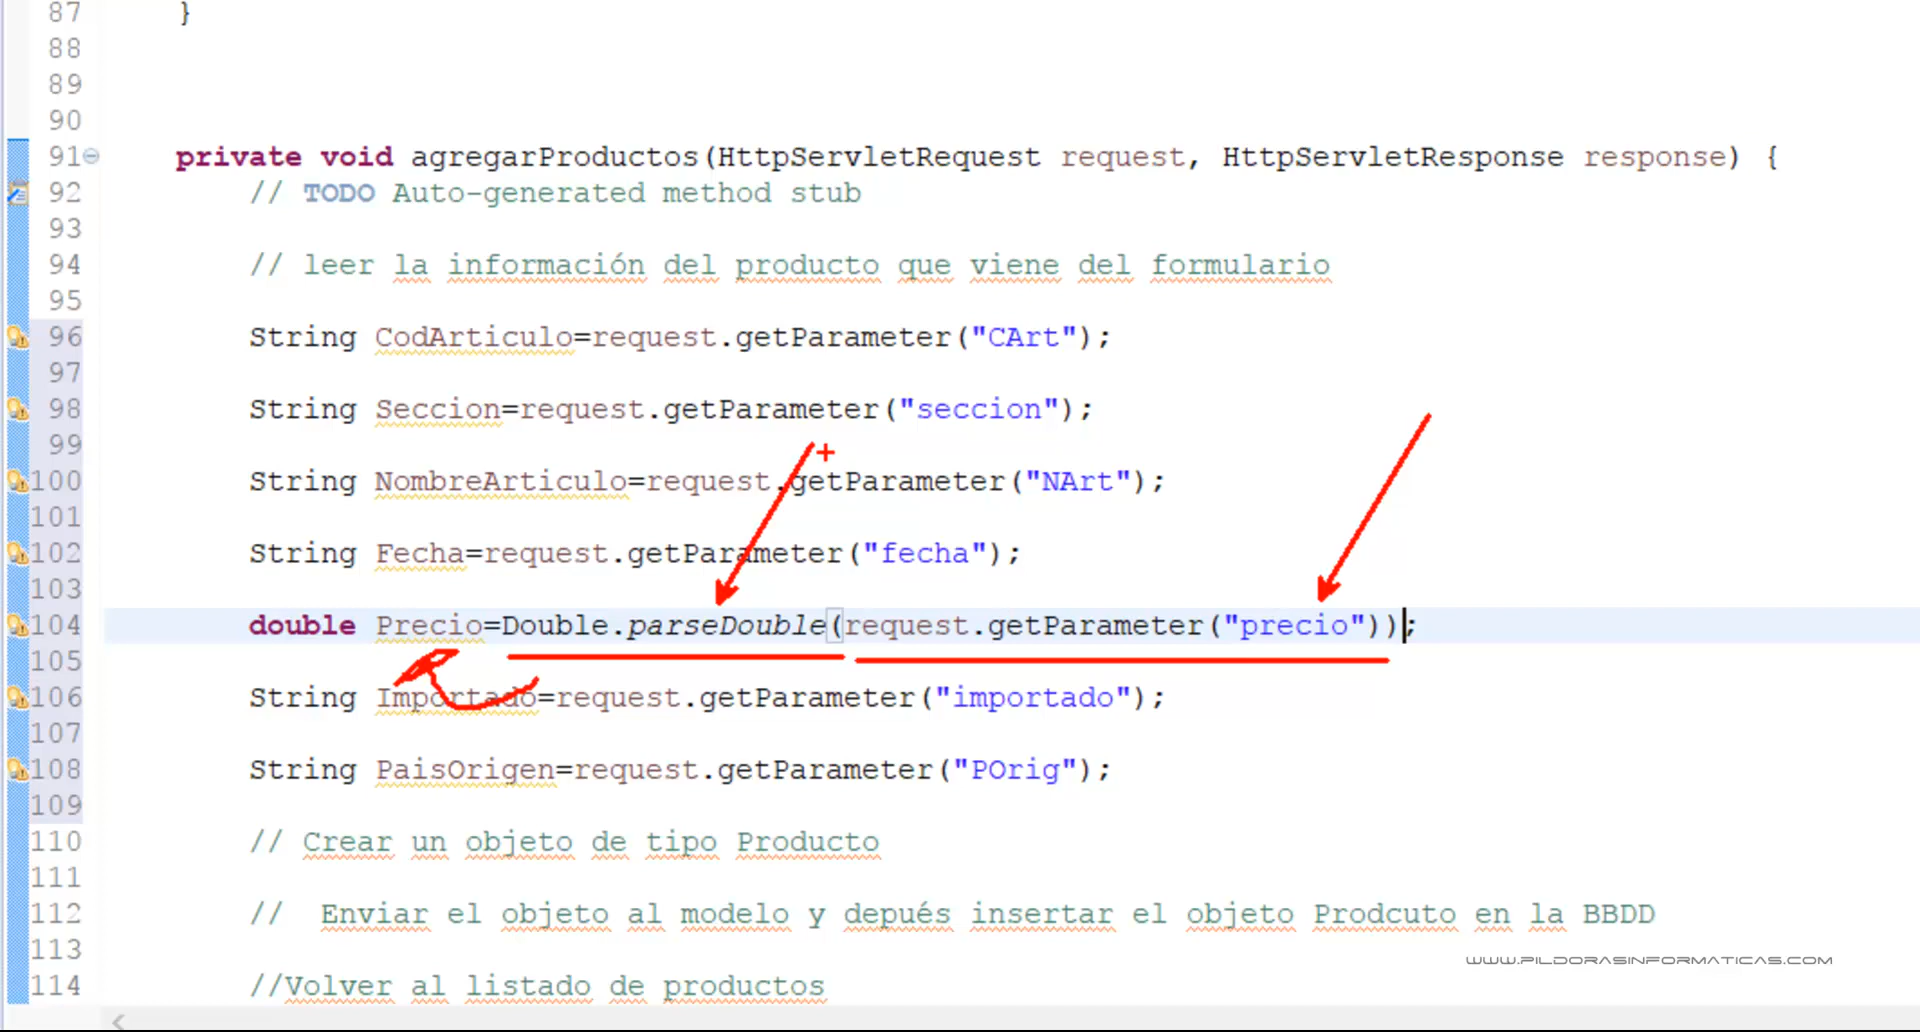 87 }
88
89
90
91 private void agregarProductos(HttpServletRequest request, HttpServletResponse response) {
92 // TODO Auto-generated method stub
93
94 // leer la información del producto que viene del formulario
95
96 String CodArticulo=request.getParameter("CArt");
97
98 String Seccion=request.getParameter("seccion");
99
100 String NombreArticulo=request.getParameter("NArt");
101
102 String Fecha=request.getParameter("fecha");
103
104 double Precio=Double.parseDouble(request.getParameter("precio"));
105
106 String Importado=request.getParameter("importado");
107
108 String PaisOrigen=request.getParameter("POrig");
109
110 // Crear un objeto de tipo Producto
111
112 // Enviar el objeto al modelo y depués insertar el objeto Prodcuto en la BBDD
113
WWW.PILDORASINFORMATICAS.COM
114 //Volver al listado de productos